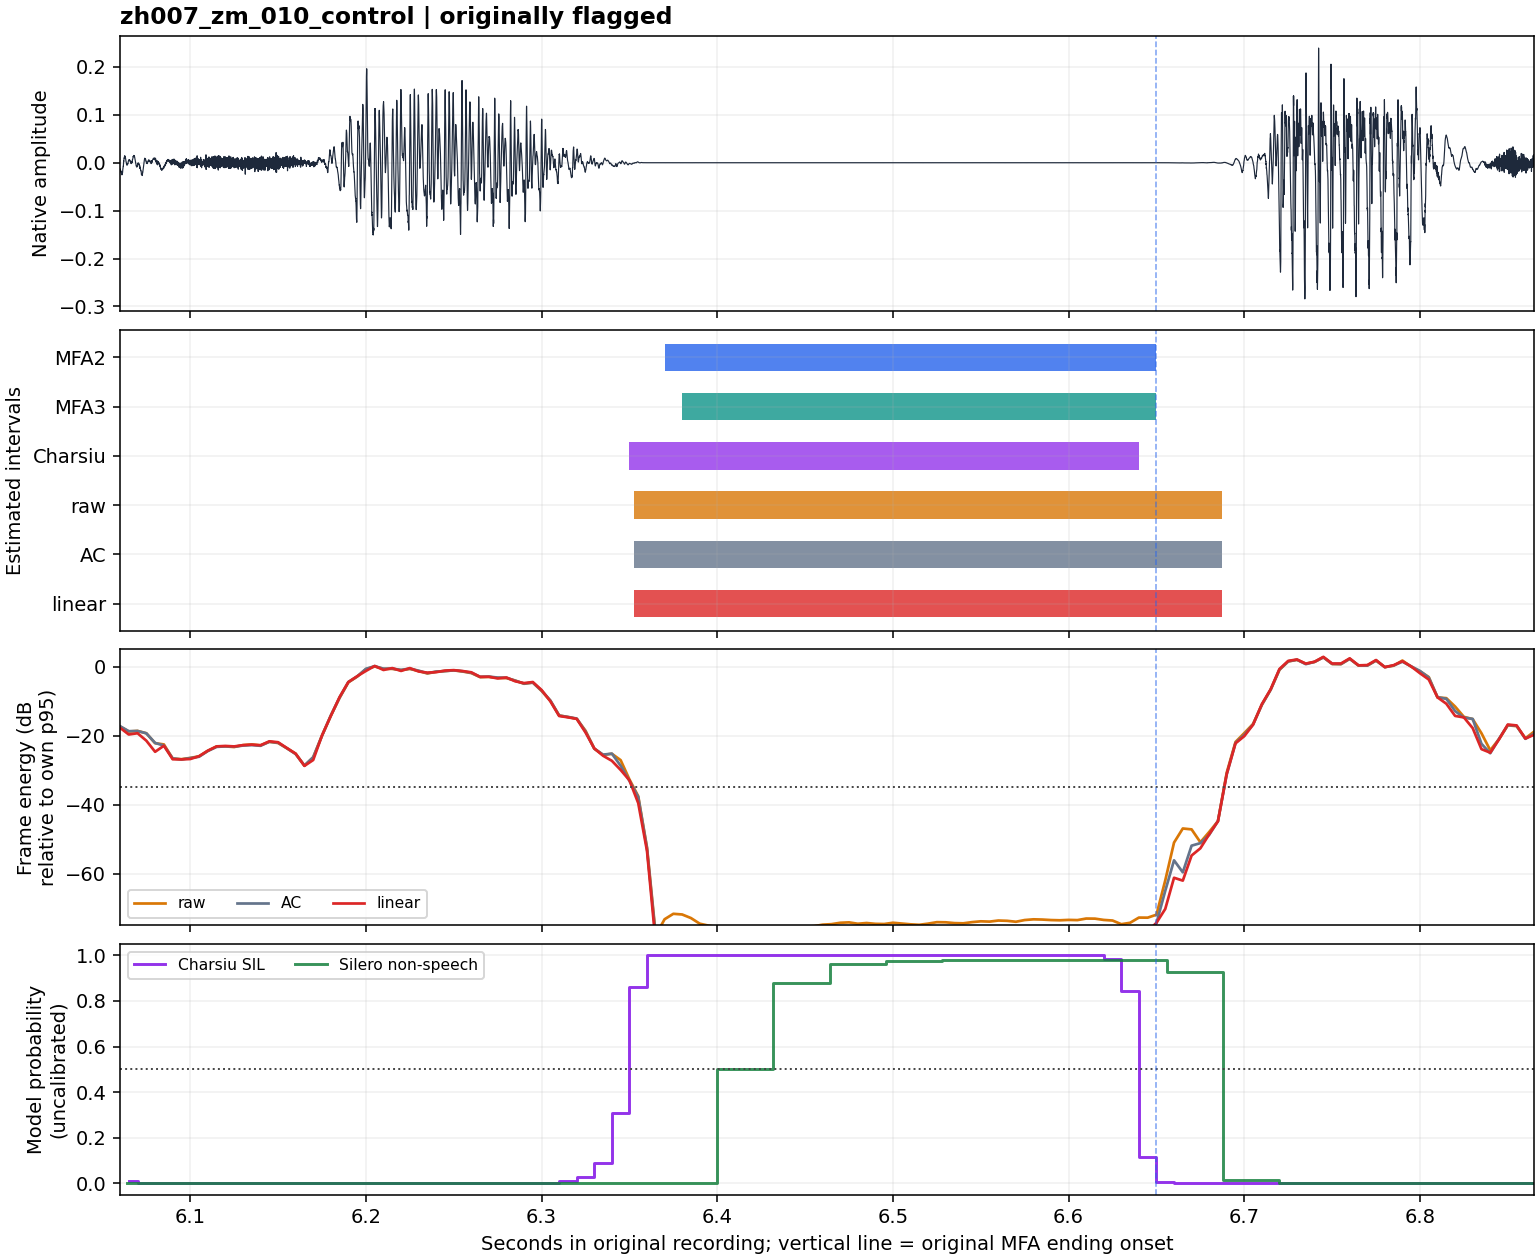 zh007_zm_010_control | originally flagged
Native amplitude
0.2
0.1
0.0
−0.1
−0.2
−0.3
Estimated intervals
MFA2
MFA3
Charsiu
raw
AC
linear
Frame energy (dB
relative to own p95)
0
−20
−40
−60
raw
AC
linear
Model probability
(uncalibrated)
1.0
0.8
0.6
0.4
0.2
0.0
Charsiu SIL
Silero non-speech
6.1
6.2
6.3
6.4
6.5
6.6
6.7
6.8
Seconds in original recording; vertical line = original MFA ending onset